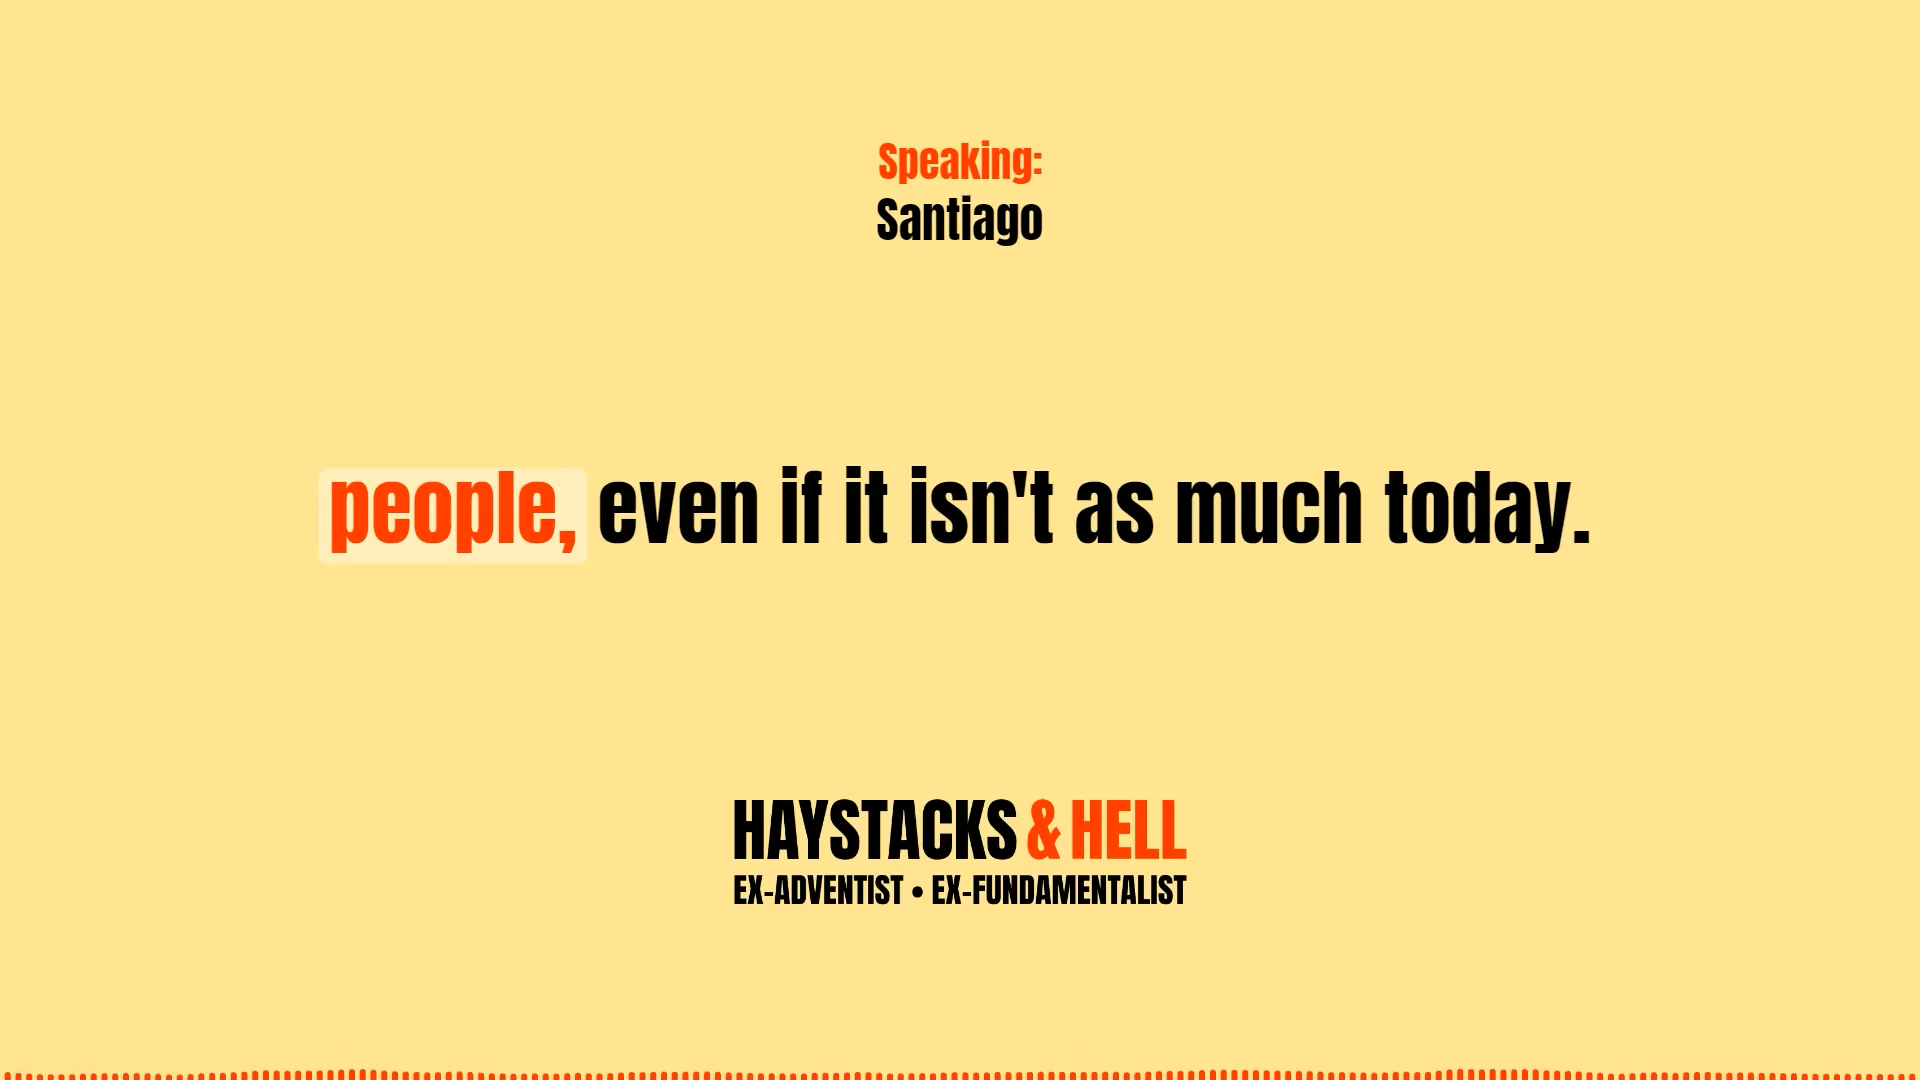 Speaking:
Santiago
people, even if it isn't as much today.
HAYSTACKS & HELL
EX-ADVENTIST • EX-FUNDAMENTALIST